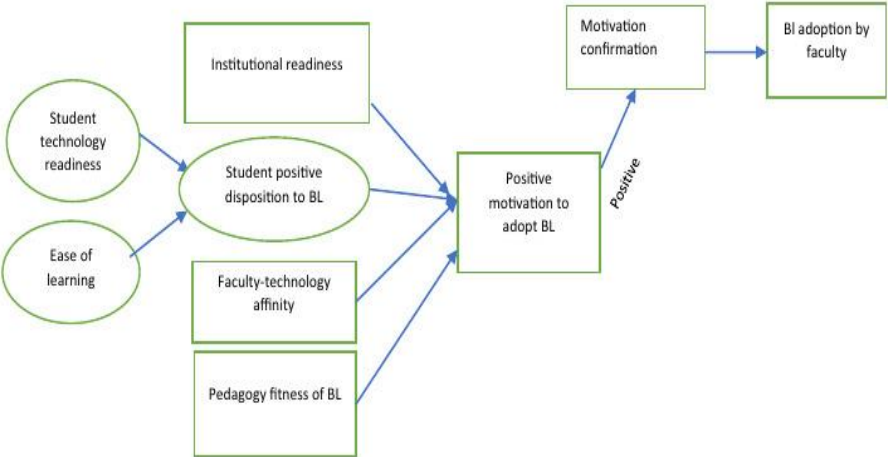 Motivation
confirmation
Bl adoption by
faculty
Institutional readiness
Student
technology
readiness
Student positive
disposition to BL
Positive
motivation to
adopt BL
Positive
Ease of
learning
Faculty-technology
affinity
Pedagogy fitness of BL